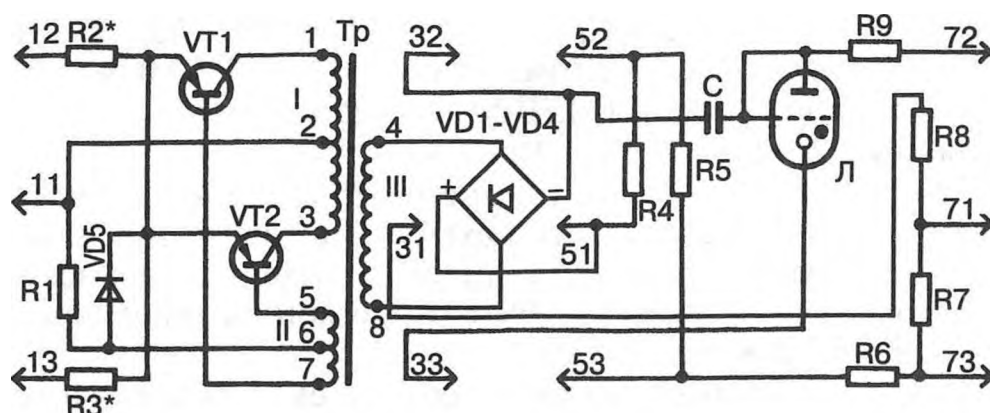 12 R2* VT1 1 Тр 32 52 R9 72
I C
2 4 VD1-VD4 R8
11 + − R5 Л
VT2 III R4
VD5 3 31 51 71
R1 5
II 6 8 R7
13 7 33 53 R6 73
R3*